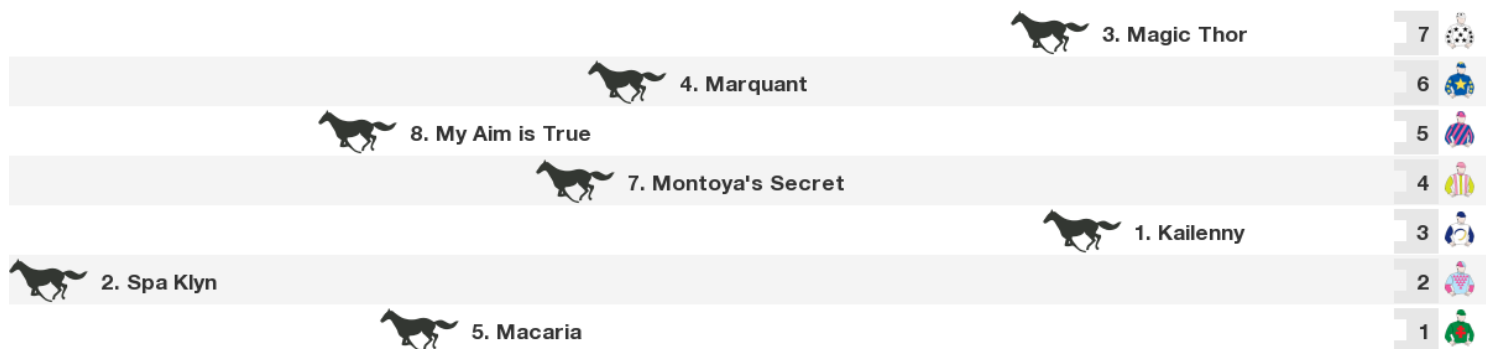 3. Magic Thor 7
4. Marquant 6
8. My Aim is True 5
7. Montoya's Secret 4
1. Kailenny 3
2. Spa Klyn 2
5. Macaria 1